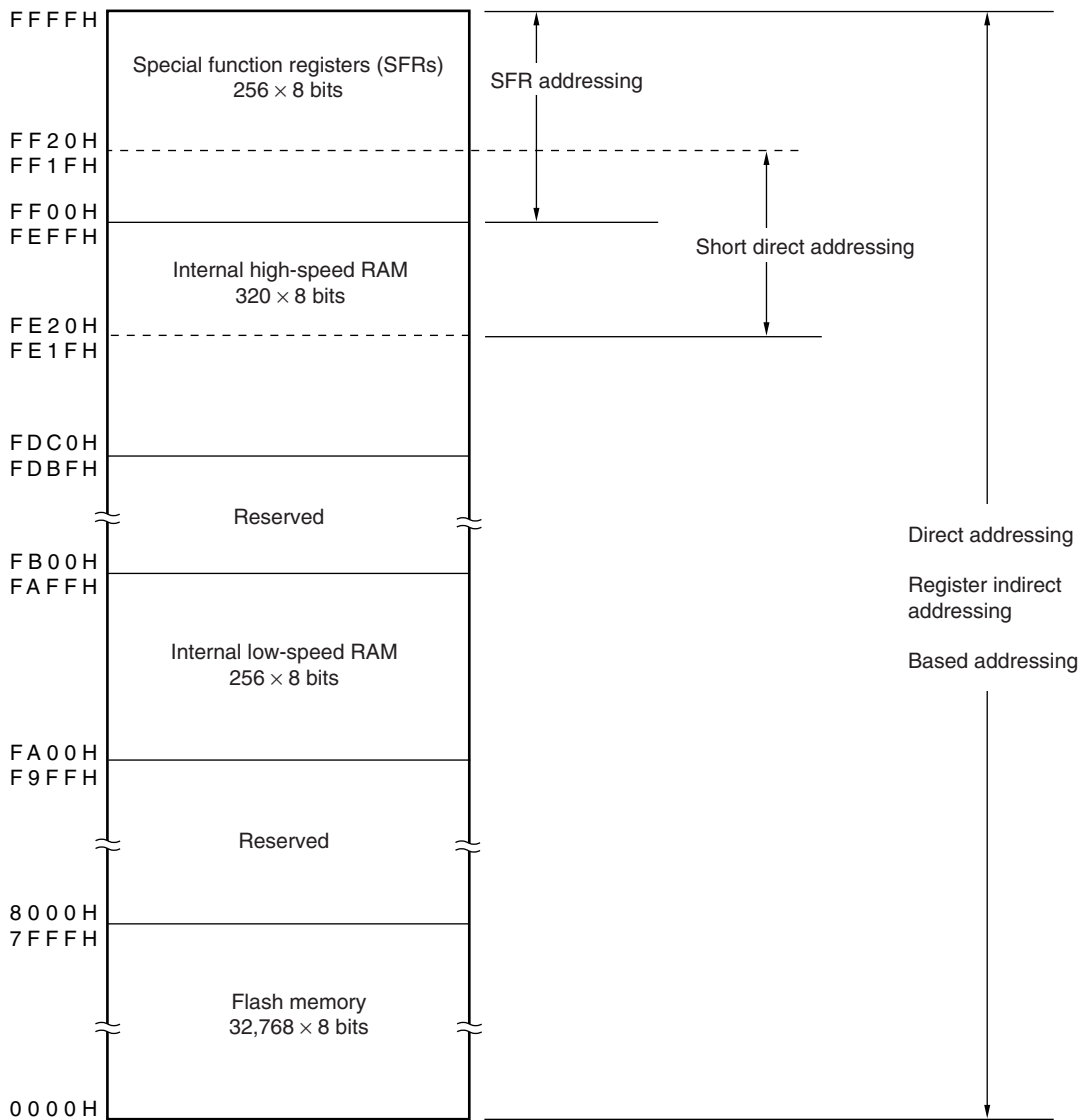 FFFFH
Special function registers (SFRs)
256 × 8 bits
SFR addressing
FF20H
FF1FH
FF00H
FEFFH
Short direct addressing
Internal high-speed RAM
320 × 8 bits
FE20H
FE1FH
FDC0H
FDBFH
Reserved
Direct addressing
Register indirect
addressing
Based addressing
FB00H
FAFFH
Internal low-speed RAM
256 × 8 bits
FA00H
F9FFH
Reserved
8000H
7FFFH
Flash memory
32,768 × 8 bits
0000H